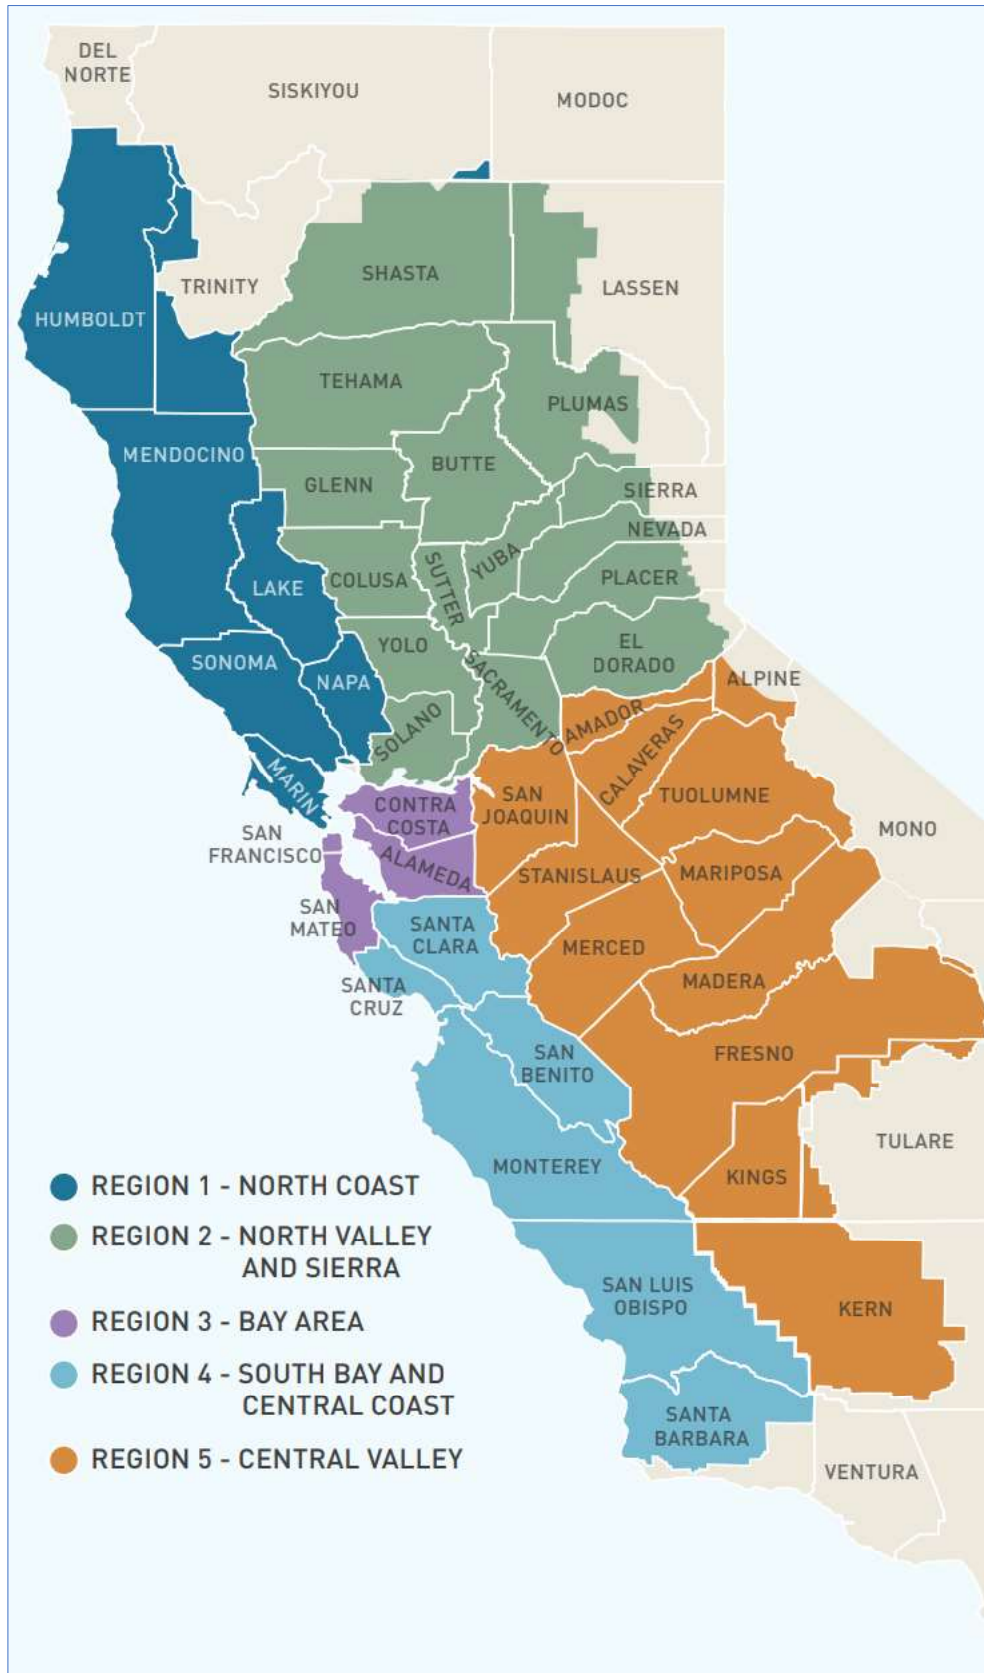 DEL
NORTE
SISKIYOU
MODOC
SHASTA
TRINITY
LASSEN
HUMBOLDT
TEHAMA
PLUMAS
MENDOCINO
BUTTE
GLENN
SIERRA
NEVADA
YUBA
SUTTER
COLUSA
PLACER
LAKE
YOLO
EL
DORADO
SONOMA
NAPA
ALPINE
SACRAMENTO
SOLANO
AMADOR
CALAVERAS
MARIN
CONTRA
COSTA
SAN
JOAQUIN
TUOLUMNE
MONO
SAN
FRANCISCO
ALAMEDA
STANISLAUS
MARIPOSA
SAN
MATEO
SANTA
CLARA
MERCED
MADERA
SANTA
CRUZ
SAN
BENITO
FRESNO
TULARE
MONTEREY
KINGS
REGION 1 - NORTH COAST
REGION 2 - NORTH VALLEY
AND SIERRA
SAN LUIS
OBISPO
KERN
REGION 3 - BAY AREA
REGION 4 - SOUTH BAY AND
CENTRAL COAST
SANTA
BARBARA
REGION 5 - CENTRAL VALLEY
VENTURA